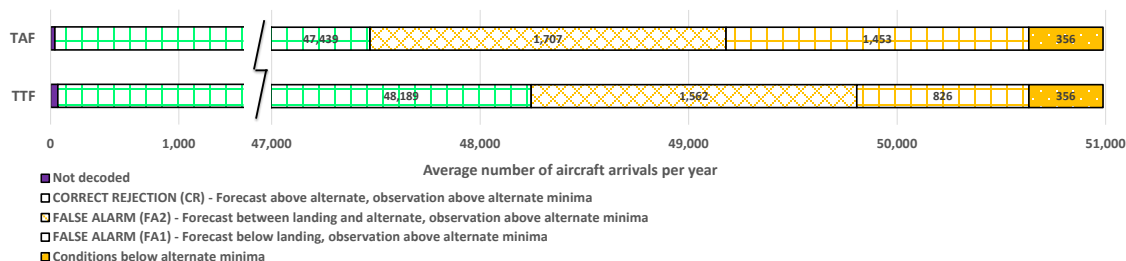 TAF
47,439
1,707
1,453
356
TTF
48,189
1,562
826
356
0
1,000
47,000
48,000
49,000
50,000
51,000
Average number of aircraft arrivals per year
Not decoded
CORRECT REJECTION (CR) - Forecast above alternate, observation above alternate minima
FALSE ALARM (FA2) - Forecast between landing and alternate, observation above alternate minima
FALSE ALARM (FA1) - Forecast below landing, observation above alternate minima
Conditions below alternate minima